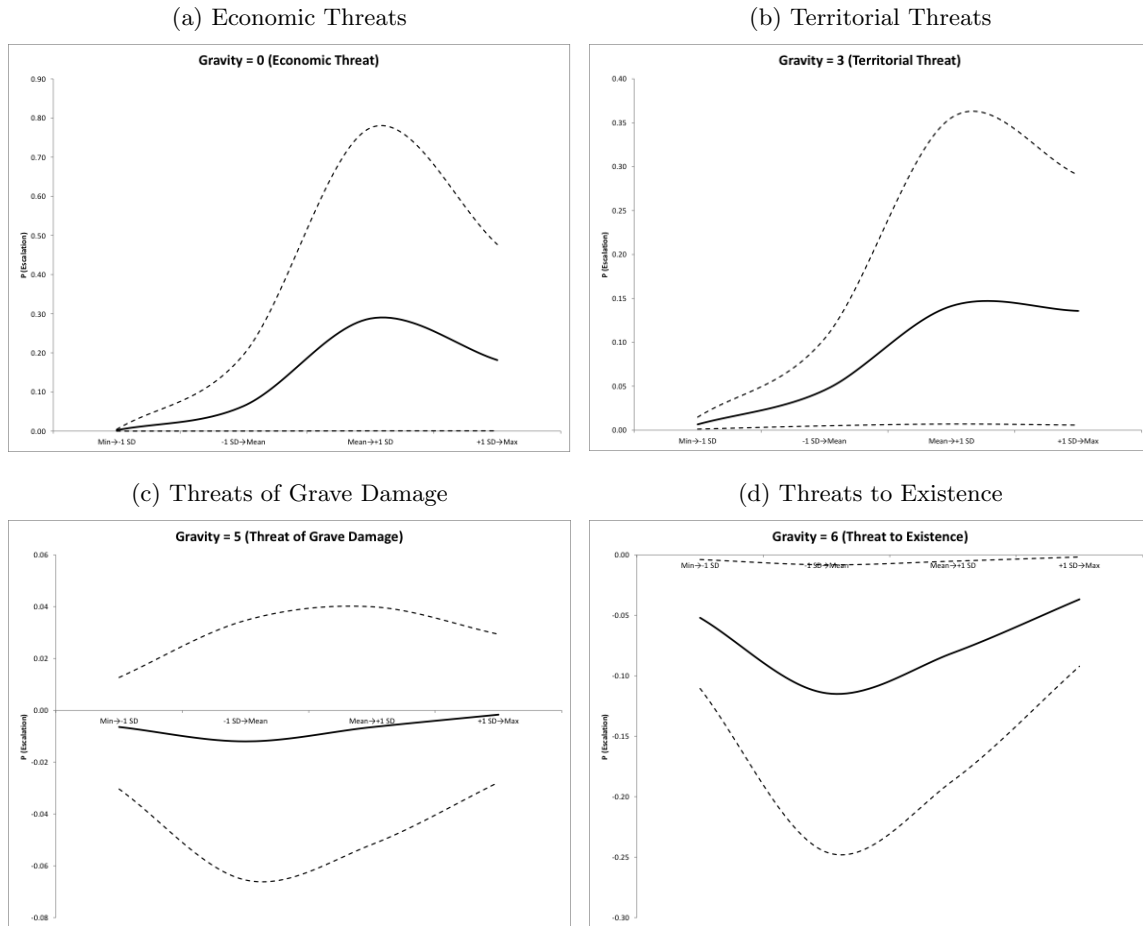 (a) Economic Threats
Gravity = 0 (Economic Threat)
0.90
0.80
0.70
0.60
0.50
0.40
0.30
0.20
0.10
0.00
P (Escalation)
Min→-1 SD
-1 SD→Mean
Mean→+1 SD
+1 SD→Max
(b) Territorial Threats
Gravity = 3 (Territorial Threat)
0.40
0.35
0.30
0.25
0.20
0.15
0.10
0.05
0.00
P (Escalation)
Min→-1 SD
-1 SD→Mean
Mean→+1 SD
+1 SD→Max
(c) Threats of Grave Damage
Gravity = 5 (Threat of Grave Damage)
0.06
0.04
0.02
0.00
-0.02
-0.04
-0.06
-0.08
P (Escalation)
Min→-1 SD
-1 SD→Mean
Mean→+1 SD
+1 SD→Max
(d) Threats to Existence
Gravity = 6 (Threat to Existence)
0.00
-0.05
-0.10
-0.15
-0.20
-0.25
-0.30
P (Escalation)
Min→-1 SD
-1 SD→Mean
Mean→+1 SD
+1 SD→Max